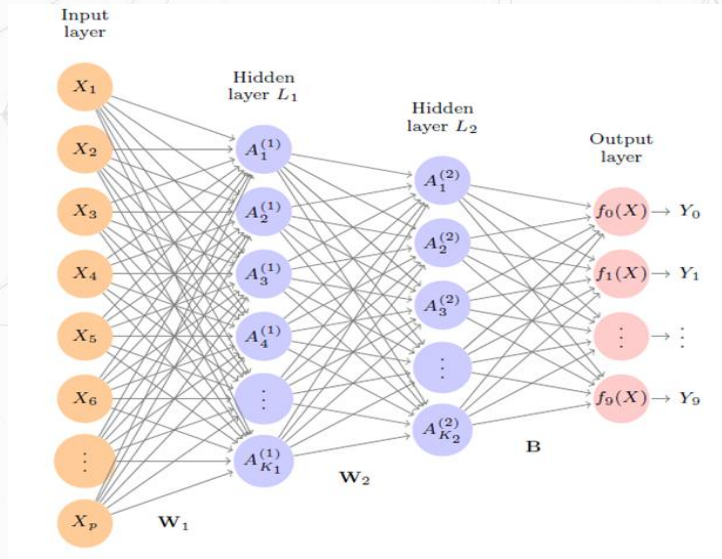 Input
layer
X₁
X₂
X₃
X₄
X₅
X₆
⋮
Xₚ
W₁
Hidden
layer L₁
A₁⁽¹⁾
A₂⁽¹⁾
A₃⁽¹⁾
A₄⁽¹⁾
⋮
A_{K₁}⁽¹⁾
W₂
Hidden
layer L₂
A₁⁽²⁾
A₂⁽²⁾
A₃⁽²⁾
⋮
A_{K₂}⁽²⁾
B
Output
layer
f₀(X) → Y₀
f₁(X) → Y₁
⋮ → ⋮
f₉(X) → Y₉